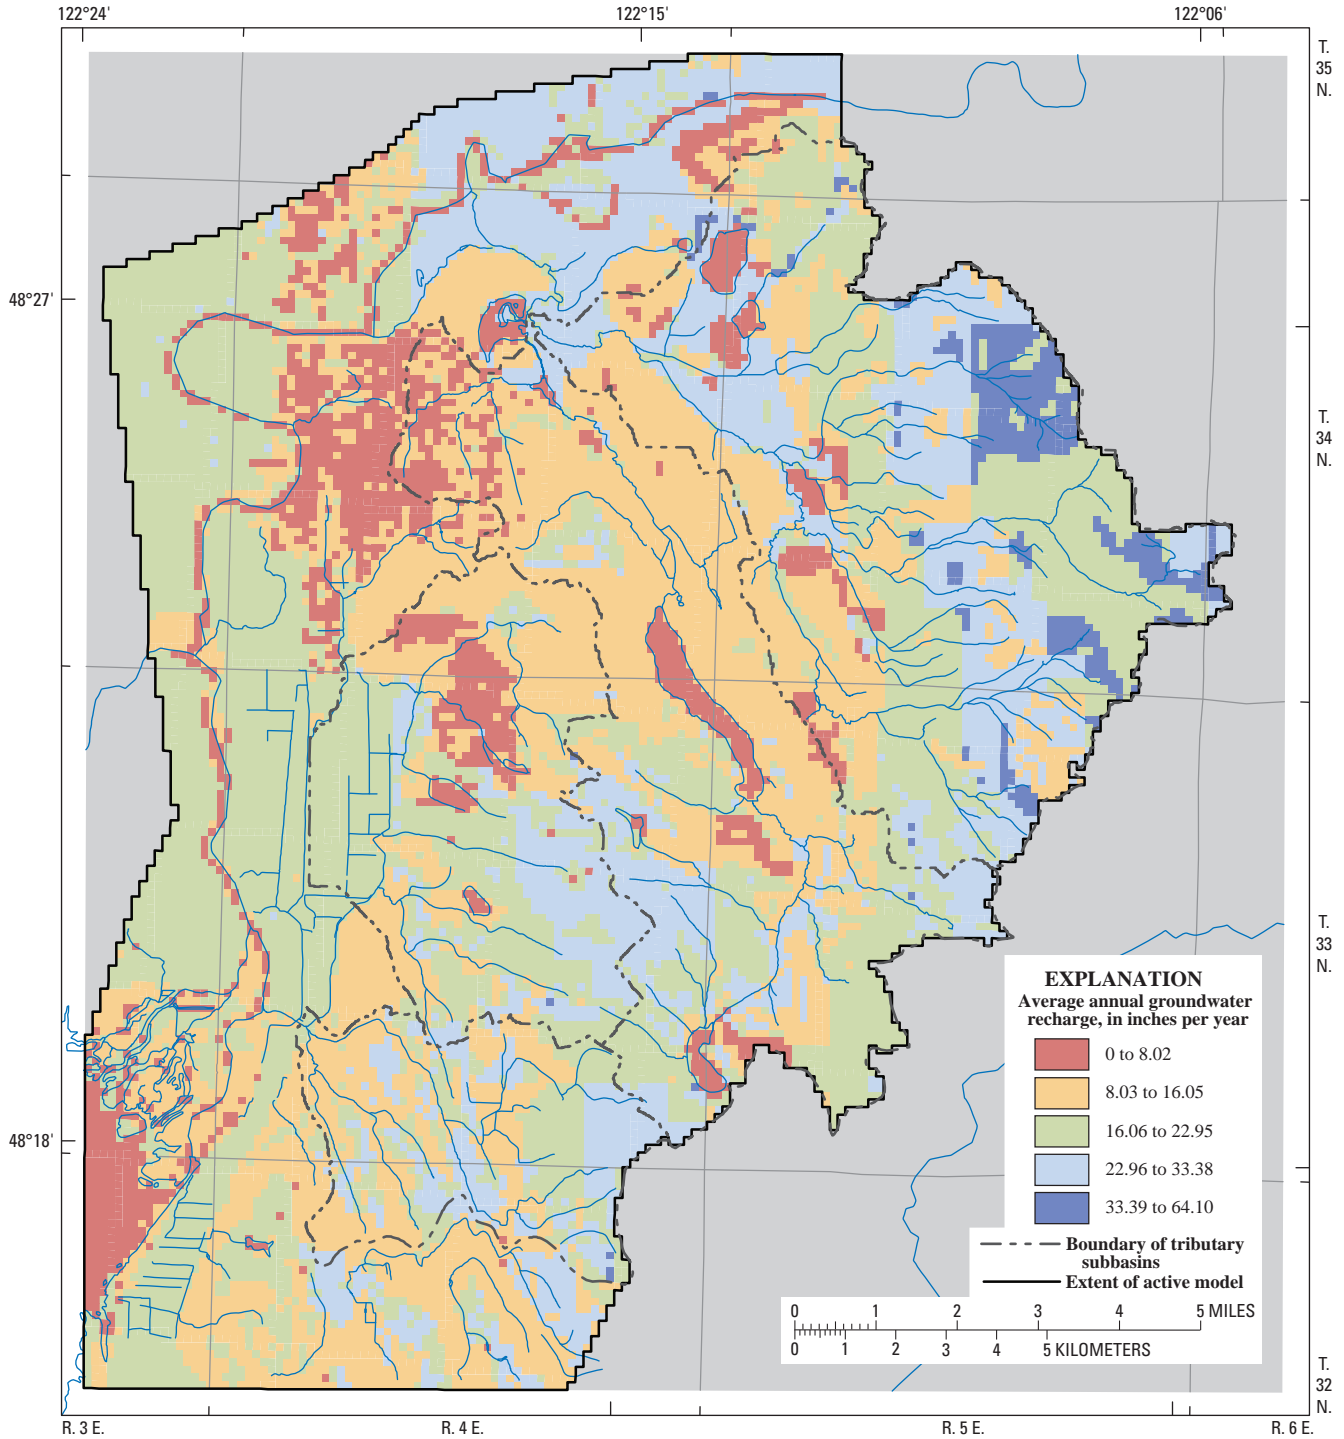 122°24' 122°15' 122°06'
T.
35
N.
48°27'
T.
34
N.
T.
33
N.
EXPLANATION
Average annual groundwater
recharge, in inches per year
0 to 8.02
8.03 to 16.05
16.06 to 22.95
22.96 to 33.38
33.39 to 64.10
Boundary of tributary
subbasins
Extent of active model
48°18'
0 1 2 3 4 5 MILES
0 1 2 3 4 5 KILOMETERS
T.
32
N.
R. 3 E. R. 4 E. R. 5 E. R. 6 E.